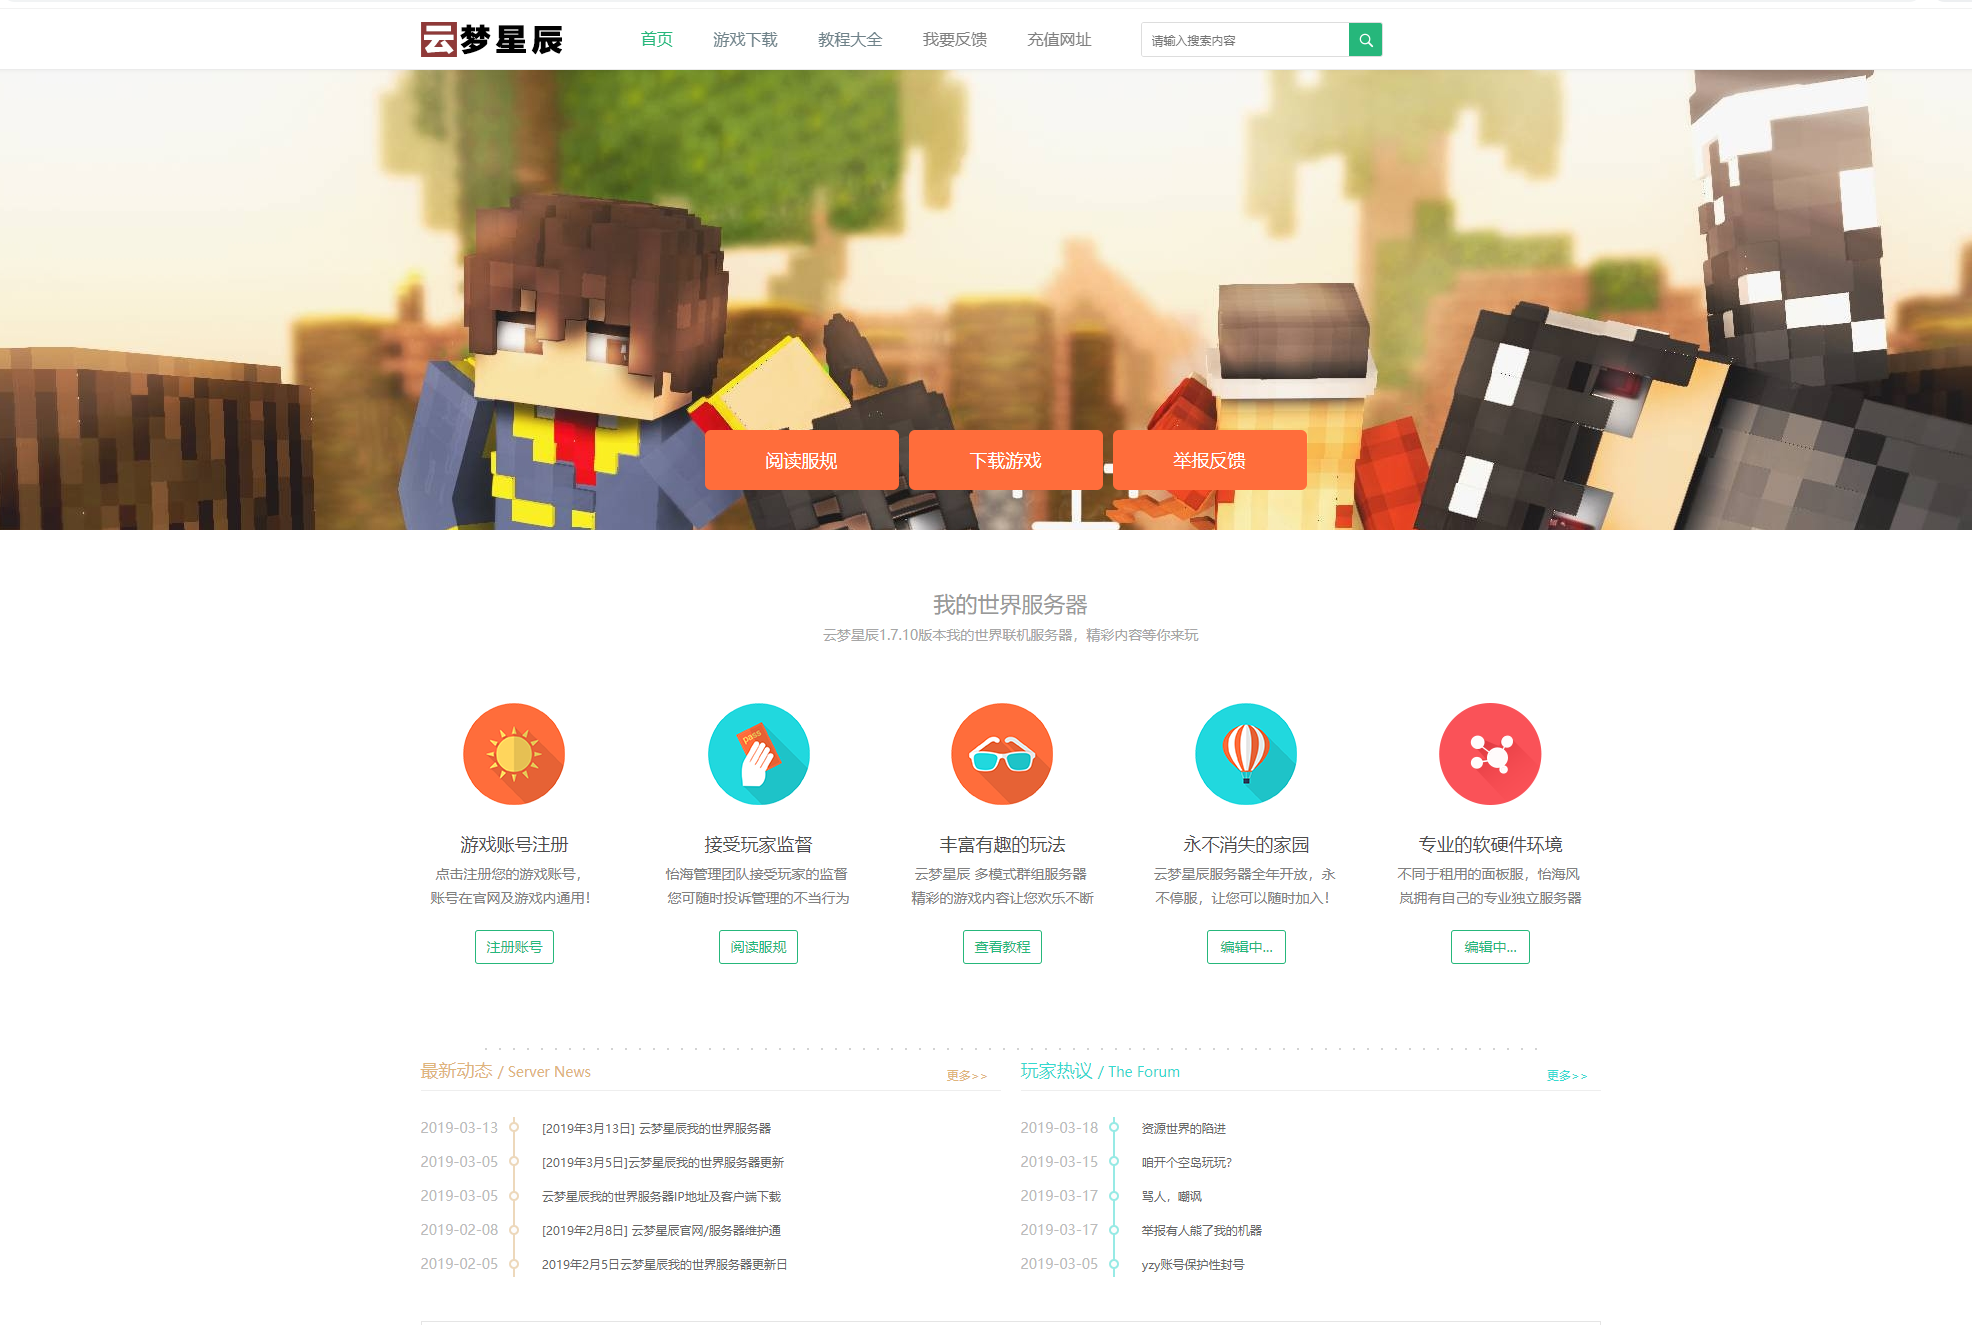 云梦星辰
首页 游戏下载 教程大全 我要反馈 充值网址
请输入搜索内容
阅读服规 下载游戏 举报反馈
我的世界服务器
云梦星辰1.7.10版本我的世界联机服务器，精彩内容等你来玩
pass
游戏账号注册
点击注册您的游戏账号，
账号在官网及游戏内通用！
注册账号
接受玩家监督
怡海管理团队接受玩家的监督
您可随时投诉管理的不当行为
阅读服规
丰富有趣的玩法
云梦星辰 多模式群组服务器
精彩的游戏内容让您欢乐不断
查看教程
永不消失的家园
云梦星辰服务器全年开放，永
不停服，让您可以随时加入！
编辑中...
专业的软硬件环境
不同于租用的面板服，怡海风
岚拥有自己的专业独立服务器
编辑中...
最新动态 / Server News 更多>>
2019-03-13 [2019年3月13日] 云梦星辰我的世界服务器
2019-03-05 [2019年3月5日]云梦星辰我的世界服务器更新
2019-03-05 云梦星辰我的世界服务器IP地址及客户端下载
2019-02-08 [2019年2月8日] 云梦星辰官网/服务器维护通
2019-02-05 2019年2月5日云梦星辰我的世界服务器更新日
玩家热议 / The Forum 更多>>
2019-03-18 资源世界的陷进
2019-03-15 咱开个空岛玩玩？
2019-03-17 骂人，嘲讽
2019-03-17 举报有人熊了我的机器
2019-03-05 yzy账号保护性封号